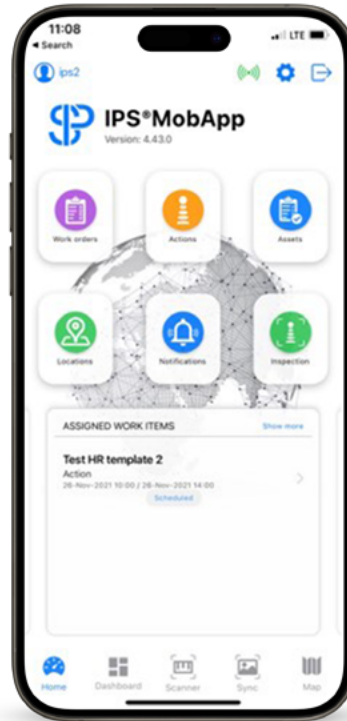 11:08
LTE
Search
ips2
IPS®MobApp
Version: 4.43.0
Work orders
Actions
Assets
Locations
Notifications
Inspection
ASSIGNED WORK ITEMS
Show more
Test HR template 2
Action
26-Nov-2021 10:00 / 26-Nov-2021 14:00
Scheduled
Home
Dashboard
Scanner
Sync
Map